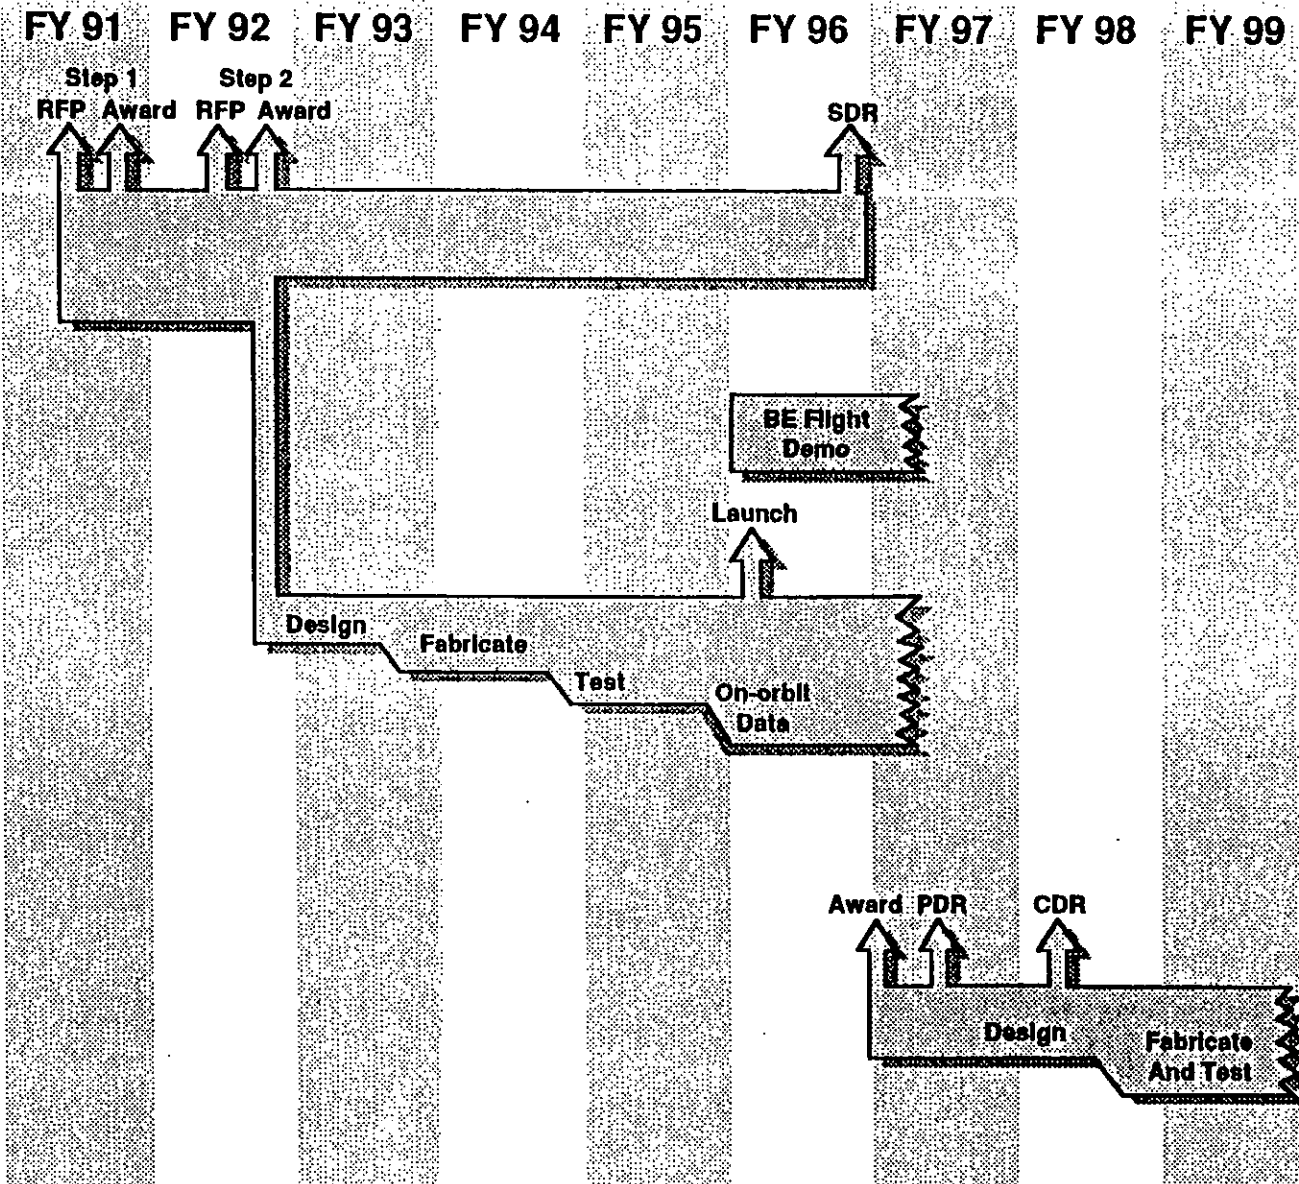 FY 91 FY 92 FY 93 FY 94 FY 95 FY 96 FY 97 FY 98 FY 99
Step 1 Step 2
RFP Award RFP Award SDR
BE Flight
Demo
Launch
Design
Fabricate
Test
On-orbit
Data
Award PDR CDR
Design
Fabricate
And Test